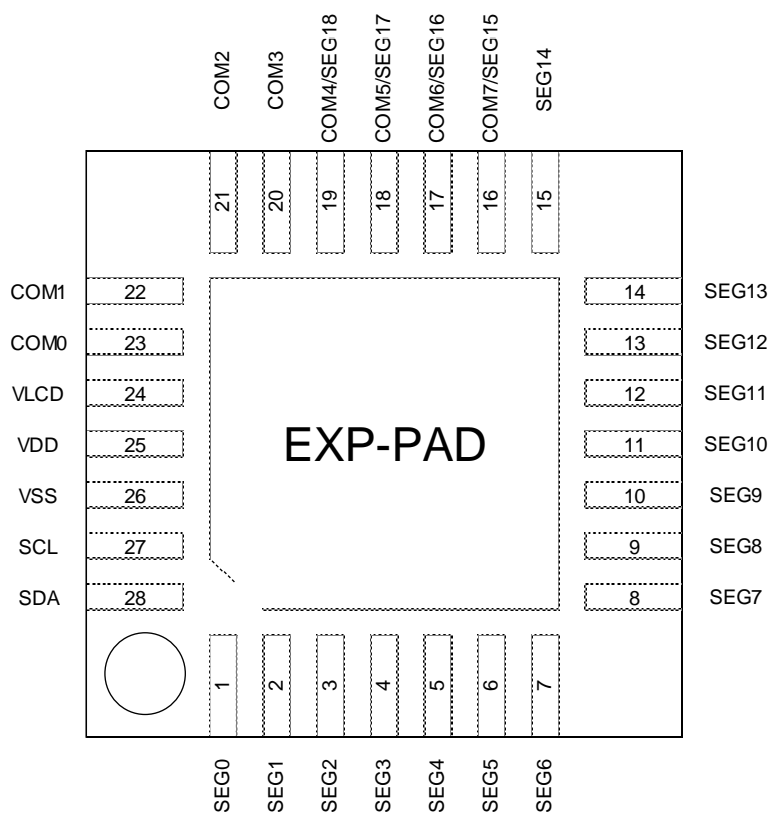 COM2
COM3
COM4/SEG18
COM5/SEG17
COM6/SEG16
COM7/SEG15
SEG14
21
20
19
18
17
16
15
COM1 22 14 SEG13
COM0 23 13 SEG12
VLCD 24 12 SEG11
VDD 25 11 SEG10
EXP-PAD
VSS 26 10 SEG9
SCL 27 9 SEG8
SDA 28 8 SEG7
1
2
3
4
5
6
7
SEG0
SEG1
SEG2
SEG3
SEG4
SEG5
SEG6